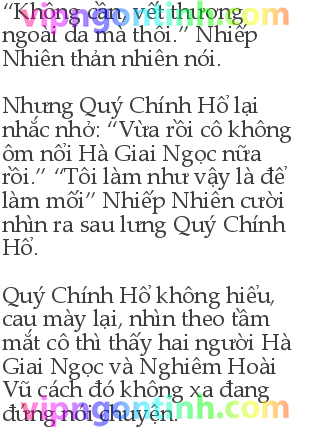 vipngontinh.com
“Không cần, vết thương
ngoài da mà thôi.” Nhiếp
Nhiên thản nhiên nói.
Nhưng Quý Chính Hổ lại
nhắc nhở: “Vừa rồi cô không
ôm nổi Hà Giai Ngọc nữa
rồi.” “Tôi làm như vậy là để
làm mồi” Nhiếp Nhiên cười
nhìn ra sau lưng Quý Chính
Hổ.
Quý Chính Hổ không hiểu,
cau mày lại, nhìn theo tầm
mắt cô thì thấy hai người Hà
Giai Ngọc và Nghiêm Hoài
Vũ cách đó không xa đang
đứng nói chuyện.
vipngontinh.com